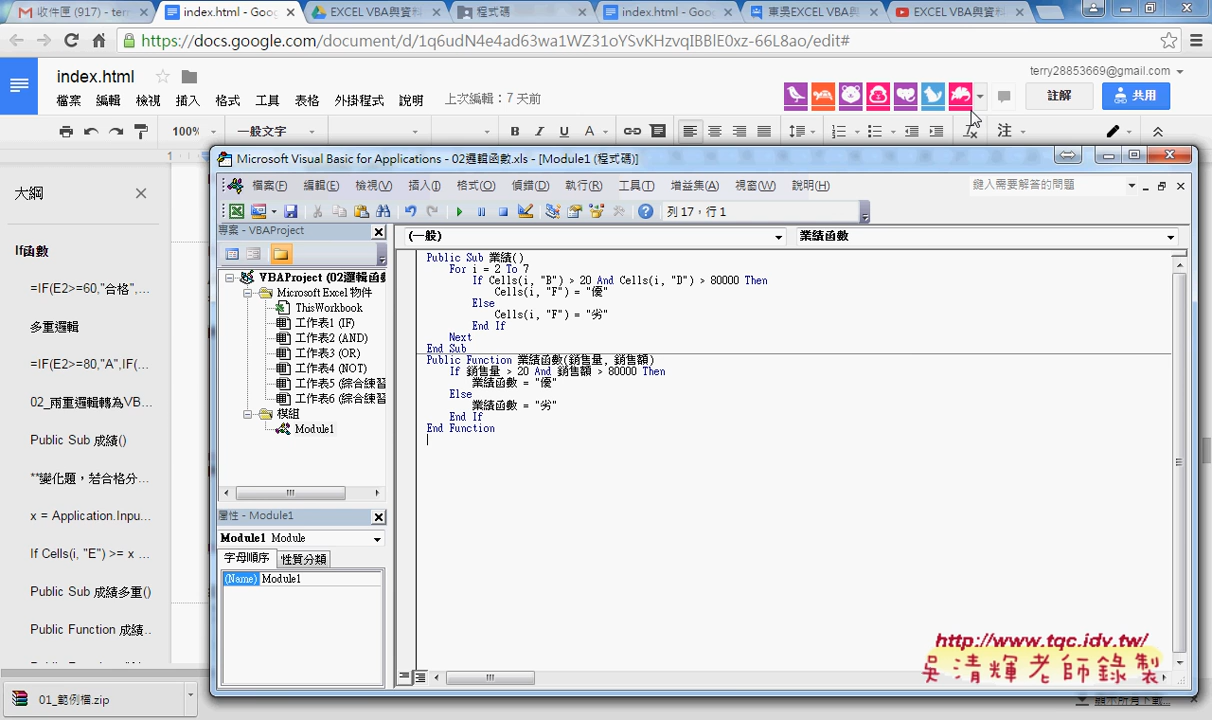 收件匣 (917) - terr
index.html - Goog
EXCEL VBA與資料
程式碼
index.html - Goog
東吳EXCEL VBA與
EXCEL VBA與資料
https://docs.google.com/document/d/1q6udN4e4ad63wa1WZ31oYSvKHzvqIBBlE0xz-66L8ao/edit#
index.html
terry28853669@gmail.com
檔案 編輯 檢視 插入 格式 工具 表格 外掛程式 說明 上次編輯：7 天前
註解 共用
100% 一般文字 B I U A 注
大綱
If函數
=IF(E2>=60,"合格",...
多重邏輯
=IF(E2>=80,"A",IF(...
02_兩重邏輯轉為VB...
Public Sub 成績()
**變化題，若合格分...
x = Application.Inpu...
If Cells(i, "E") >= x ...
Public Sub 成績多重()
Public Function 成績..
Microsoft Visual Basic for Applications - 02邏輯函數.xls - [Module1 (程式碼)]
檔案(F) 編輯(E) 檢視(V) 插入(I) 格式(O) 偵錯(D) 執行(R) 工具(T) 增益集(A) 視窗(W) 說明(H) 鍵入需要解答的問題
列 17，行 1
專案 - VBAProject
VBAProject (02邏輯函數
Microsoft Excel 物件
ThisWorkbook
工作表1 (IF)
工作表2 (AND)
工作表3 (OR)
工作表4 (NOT)
工作表5 (綜合練習
工作表6 (綜合練習
模組
Module1
屬性 - Module1
Module1 Module
字母順序 性質分類
(Name) Module1
(一般) 業績函數
Public Sub 業績()
For i = 2 To 7
If Cells(i, "B") > 20 And Cells(i, "D") > 80000 Then
Cells(i, "F") = "優"
Else
Cells(i, "F") = "劣"
End If
Next
End Sub
Public Function 業績函數(銷售量, 銷售額)
If 銷售量 > 20 And 銷售額 > 80000 Then
業績函數 = "優"
Else
業績函數 = "劣"
End If
End Function
http://www.tqc.idv.tw/
吳清輝老師錄製
01_範例檔.zip
顯示所有下載...